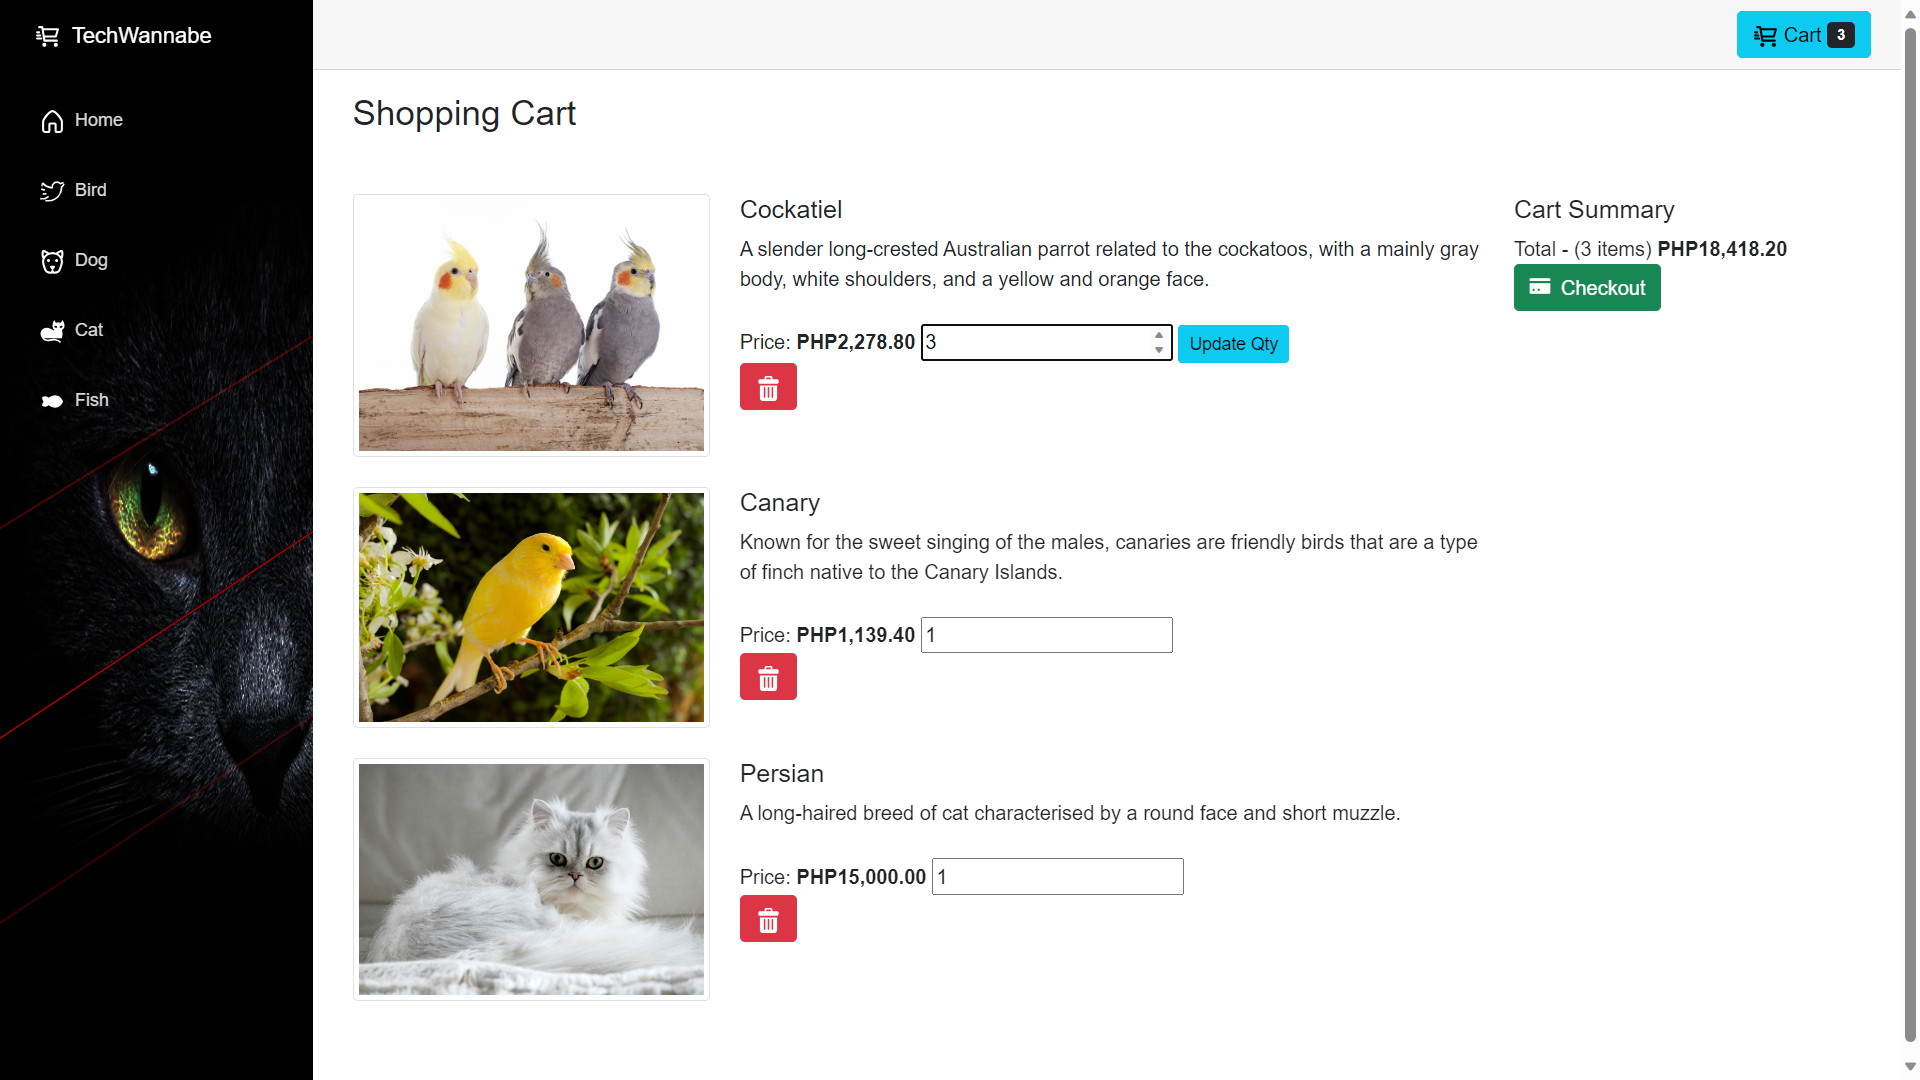 TechWannabe
Cart 3
Home
Bird
Dog
Cat
Fish
Shopping Cart
Cockatiel
A slender long-crested Australian parrot related to the cockatoos, with a mainly gray
body, white shoulders, and a yellow and orange face.
Price: PHP2,278.80 3 Update Qty
Canary
Known for the sweet singing of the males, canaries are friendly birds that are a type
of finch native to the Canary Islands.
Price: PHP1,139.40 1
Persian
A long-haired breed of cat characterised by a round face and short muzzle.
Price: PHP15,000.00 1
Cart Summary
Total - (3 items) PHP18,418.20
Checkout